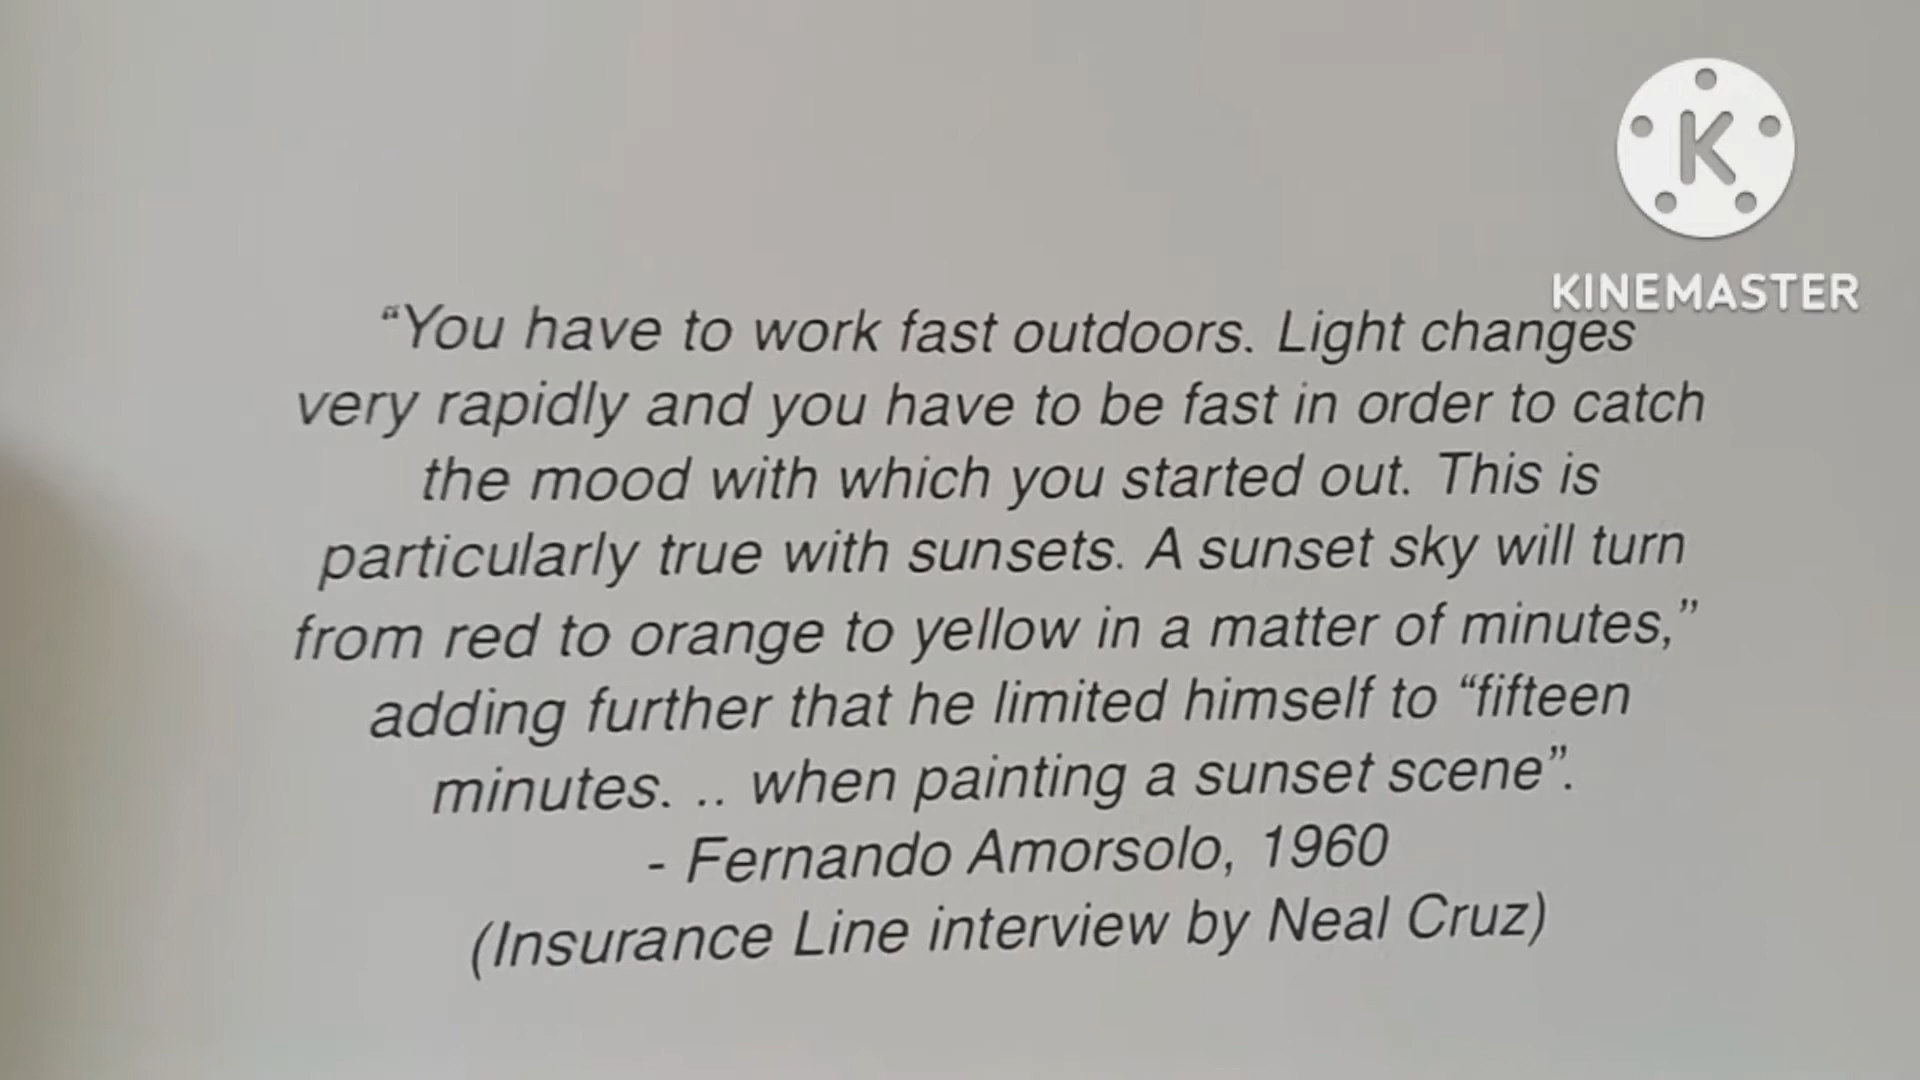 K
KINEMASTER
“You have to work fast outdoors. Light changes
very rapidly and you have to be fast in order to catch
the mood with which you started out. This is
particularly true with sunsets. A sunset sky will turn
from red to orange to yellow in a matter of minutes,”
adding further that he limited himself to “fifteen
minutes. .. when painting a sunset scene”.
- Fernando Amorsolo, 1960
(Insurance Line interview by Neal Cruz)